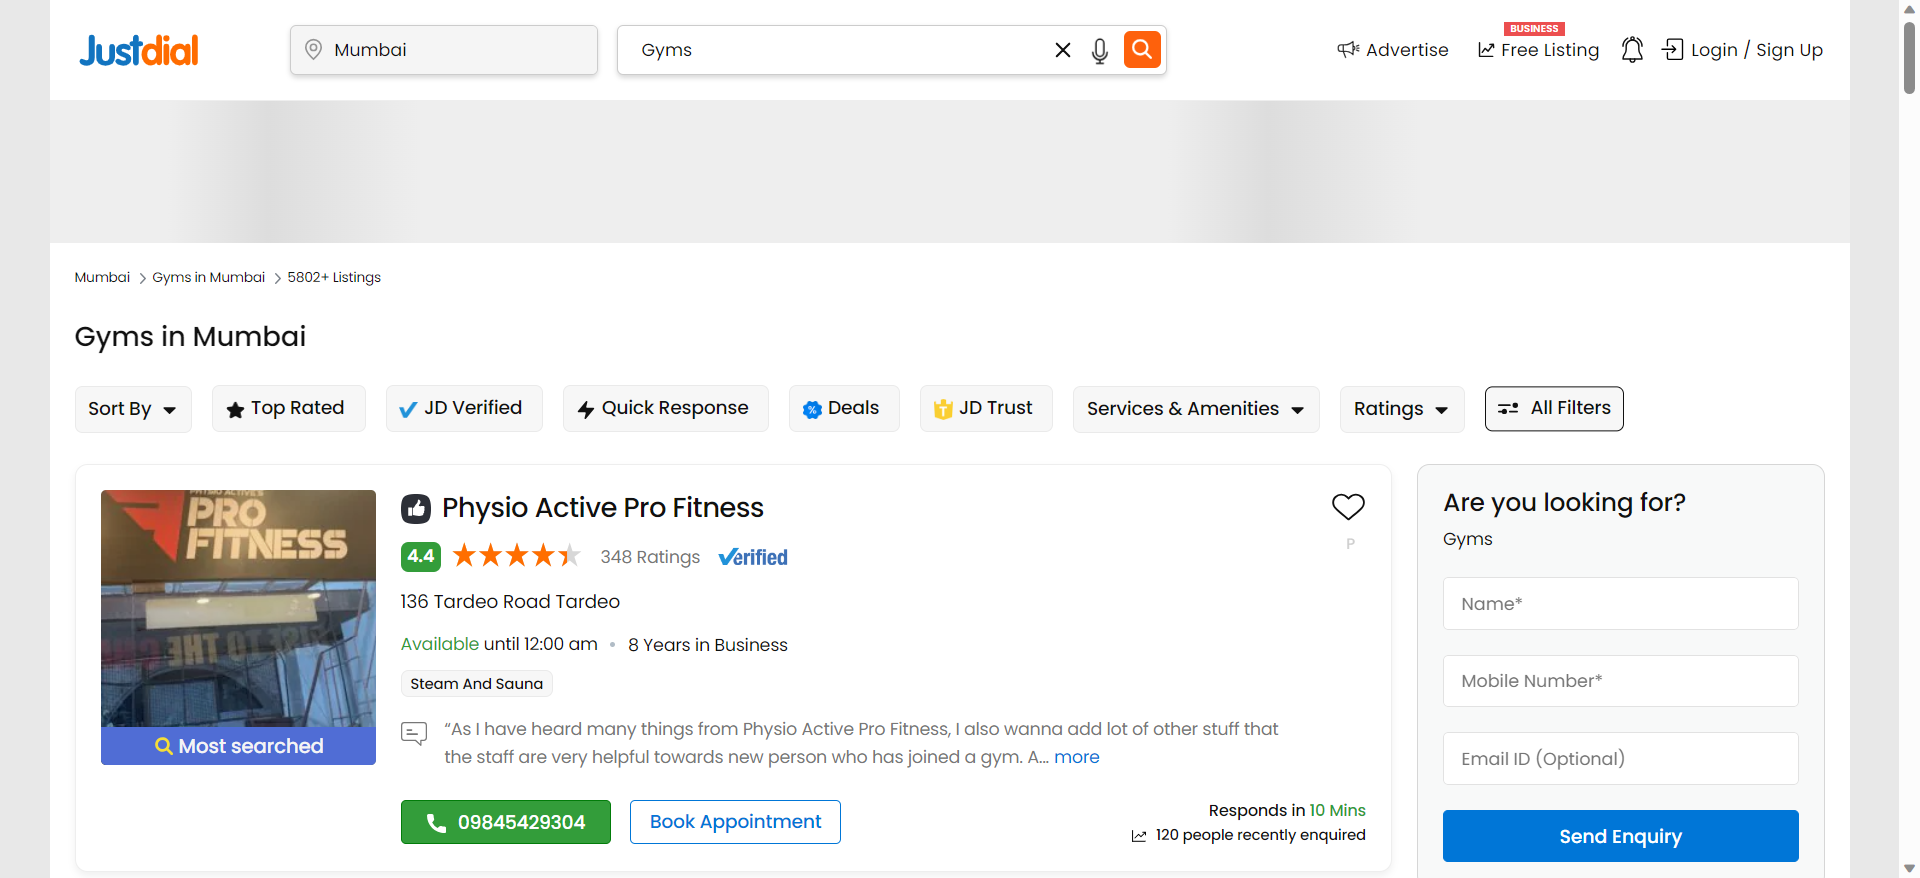 Justdial
Mumbai
Gyms
Advertise
BUSINESS
Free Listing
Login / Sign Up
Mumbai > Gyms in Mumbai > 5802+ Listings
Gyms in Mumbai
Sort By
Top Rated
JD Verified
Quick Response
Deals
JD Trust
Services & Amenities
Ratings
All Filters
PRO
FITNESS
Most searched
Physio Active Pro Fitness
4.4
348 Ratings
Verified
P
136 Tardeo Road Tardeo
Available until 12:00 am • 8 Years in Business
Steam And Sauna
“As I have heard many things from Physio Active Pro Fitness, I also wanna add lot of other stuff that
the staff are very helpful towards new person who has joined a gym. A... more
09845429304
Book Appointment
Responds in 10 Mins
120 people recently enquired
Are you looking for?
Gyms
Name*
Mobile Number*
Email ID (Optional)
Send Enquiry